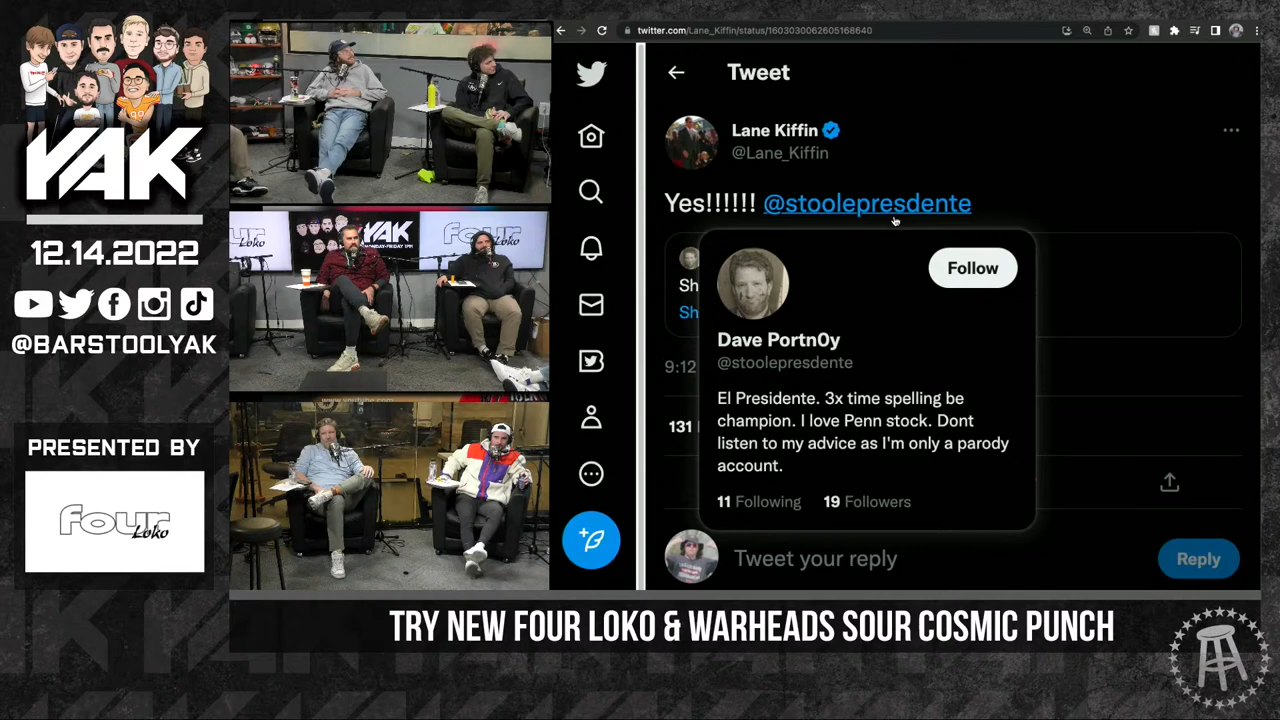 YAK
12.14.2022
@BARSTOOLYAK
PRESENTED BY
four
Loko
YAK
MONDAY-FRIDAY 1PM
four
Loko
twitter.com/Lane_Kiffin/status/1603030062605168640
Tweet
Lane Kiffin
@Lane_Kiffin
Yes!!!!!! @stoolepresdente
Sh
Sh
Follow
Dave Portn0y
@stoolepresdente
El Presidente. 3x time spelling be
champion. I love Penn stock. Dont
listen to my advice as I'm only a parody
account.
11 Following 19 Followers
9:12
131
Tweet your reply
Reply
TRY NEW FOUR LOKO & WARHEADS SOUR COSMIC PUNCH